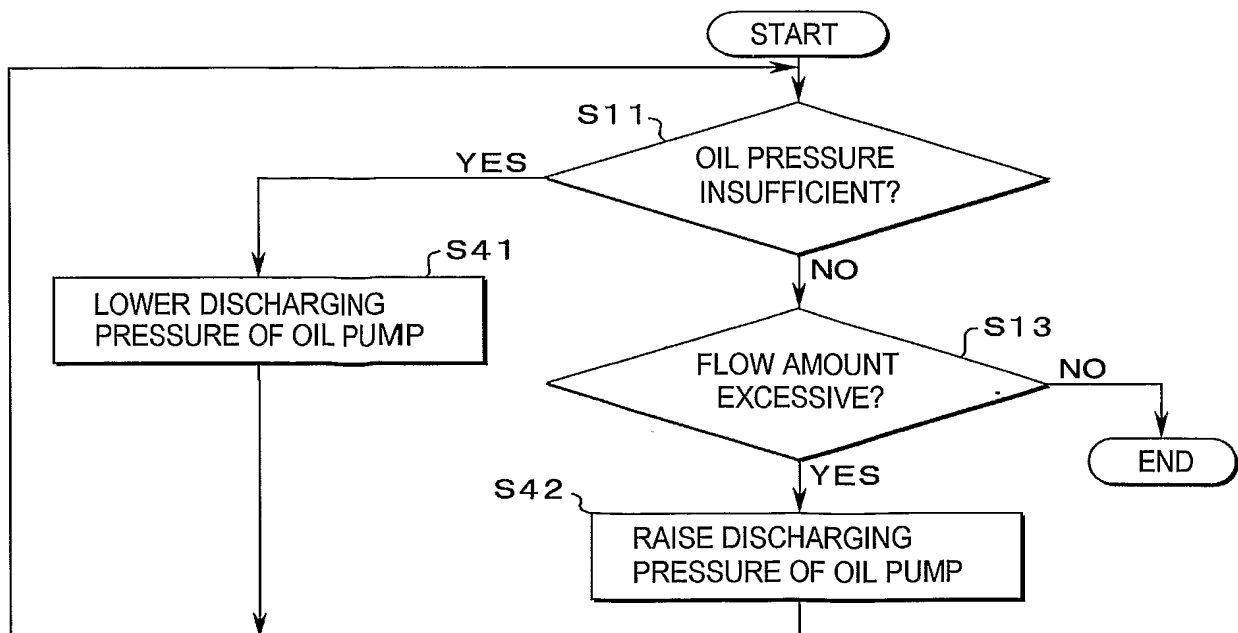 START
S11
OIL PRESSURE
INSUFFICIENT?
YES
S41
LOWER DISCHARGING
PRESSURE OF OIL PUMP
NO
S13
FLOW AMOUNT
EXCESSIVE?
NO
END
YES
S42
RAISE DISCHARGING
PRESSURE OF OIL PUMP